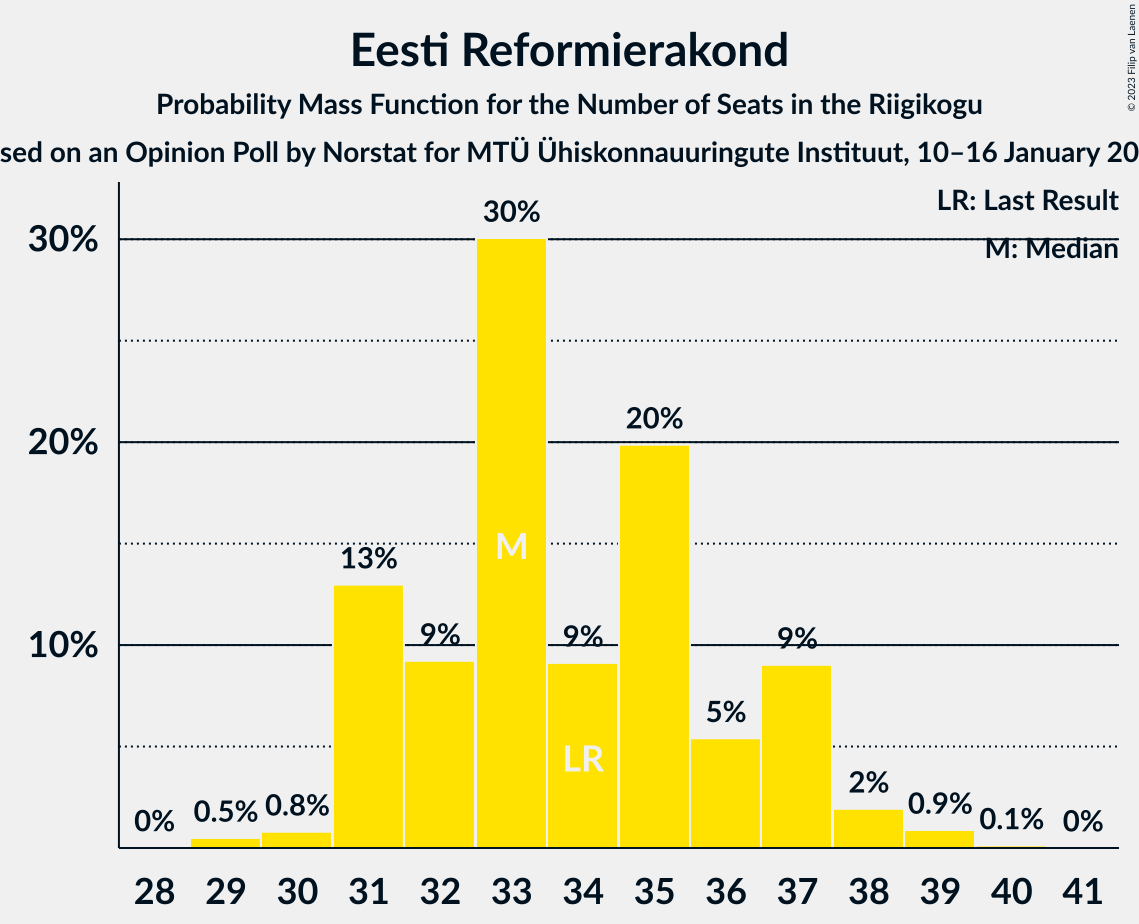 Eesti Reformierakond
Probability Mass Function for the Number of Seats in the Riigikogu
sed on an Opinion Poll by Norstat for MTÜ Ühiskonnauuringute Instituut, 10–16 January 20
© 2023 Filip van Laenen
LR: Last Result
M: Median
30%
20%
10%
0%
0.5%
0.8%
13%
9%
30%
9%
20%
5%
9%
2%
0.9%
0.1%
0%
M
LR
28 29 30 31 32 33 34 35 36 37 38 39 40 41